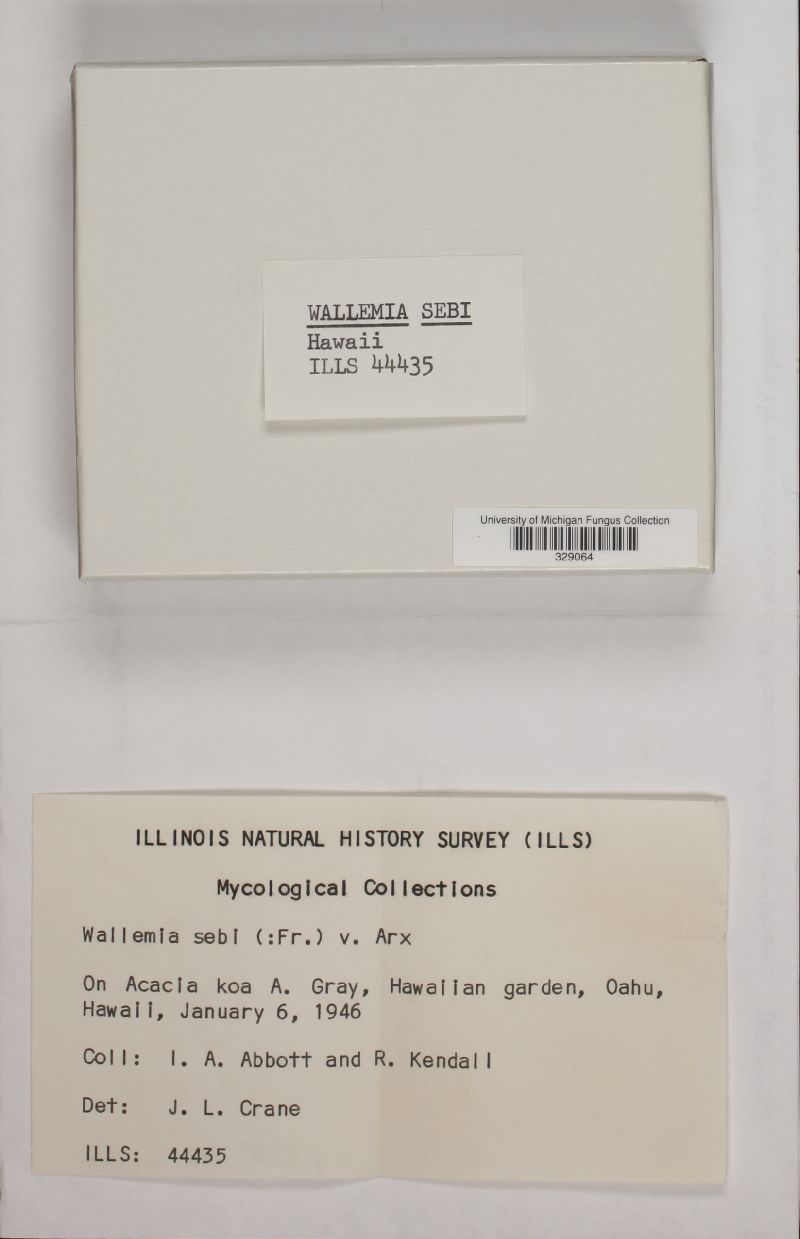 WALLEMIA SEBI
Hawaii
ILLS 44435
University of Michigan Fungus Collection
329064
ILLINOIS NATURAL HISTORY SURVEY (ILLS)
Mycological Collections
Wallemia sebi (:Fr.) v. Arx
On Acacia koa A. Gray, Hawaiian garden, Oahu,
Hawaii, January 6, 1946
Coll: I. A. Abbott and R. Kendall
Det: J. L. Crane
ILLS: 44435